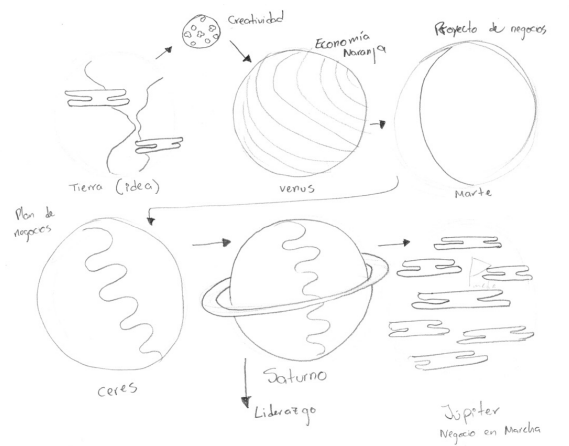 Creatividad
Economía
Naranja
Proyecto de negocios
Tierra (idea)
Venus
Marte
Plan de
negocios
Ceres
Saturno
Liderazgo
Júpiter
Negocio en Marcha